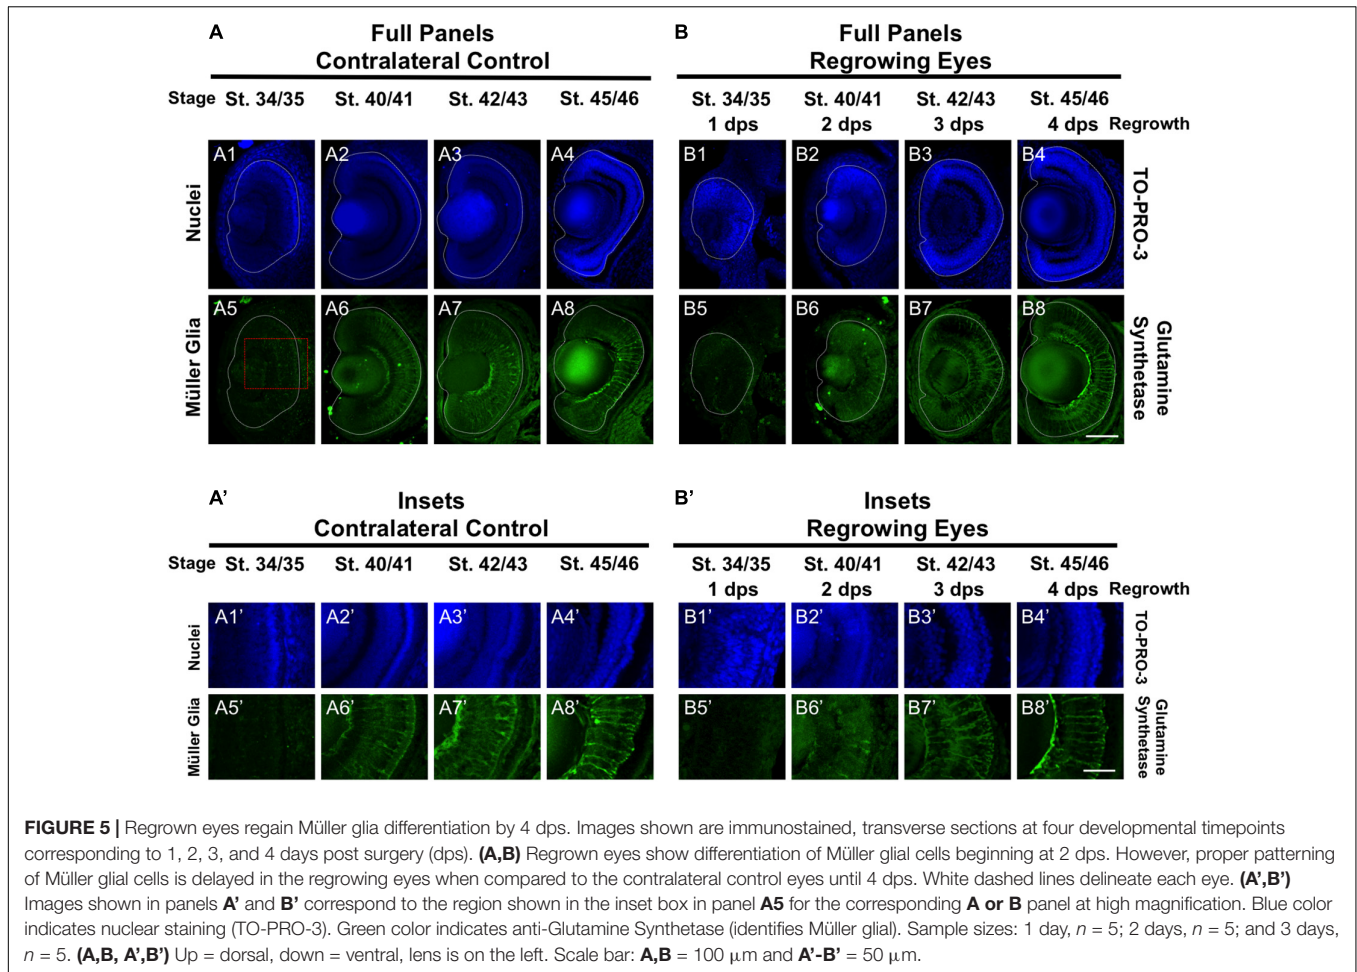 A Full Panels B Full Panels
Contralateral Control Regrowing Eyes
Stage St. 34/35 St. 40/41 St. 42/43 St. 45/46 St. 34/35 St. 40/41 St. 42/43 St. 45/46
1 dps 2 dps 3 dps 4 dps Regrowth
Nuclei A1 A2 A3 A4 B1 B2 B3 B4 TO-PRO-3
Müller Glia A5 A6 A7 A8 B5 B6 B7 B8 Glutamine
Synthetase
A' Insets B' Insets
Contralateral Control Regrowing Eyes
Stage St. 34/35 St. 40/41 St. 42/43 St. 45/46 St. 34/35 St. 40/41 St. 42/43 St. 45/46
1 dps 2 dps 3 dps 4 dps Regrowth
Nuclei A1' A2' A3' A4' B1' B2' B3' B4' TO-PRO-3
Müller Glia A5' A6' A7' A8' B5' B6' B7' B8' Glutamine
Synthetase
FIGURE 5 | Regrown eyes regain Müller glia differentiation by 4 dps. Images shown are immunostained, transverse sections at four developmental timepoints
corresponding to 1, 2, 3, and 4 days post surgery (dps). (A,B) Regrown eyes show differentiation of Müller glial cells beginning at 2 dps. However, proper patterning
of Müller glial cells is delayed in the regrowing eyes when compared to the contralateral control eyes until 4 dps. White dashed lines delineate each eye. (A',B')
Images shown in panels A' and B' correspond to the region shown in the inset box in panel A5 for the corresponding A or B panel at high magnification. Blue color
indicates nuclear staining (TO-PRO-3). Green color indicates anti-Glutamine Synthetase (identifies Müller glial). Sample sizes: 1 day, n = 5; 2 days, n = 5; and 3 days,
n = 5. (A,B, A',B') Up = dorsal, down = ventral, lens is on the left. Scale bar: A,B = 100 μm and A'-B' = 50 μm.